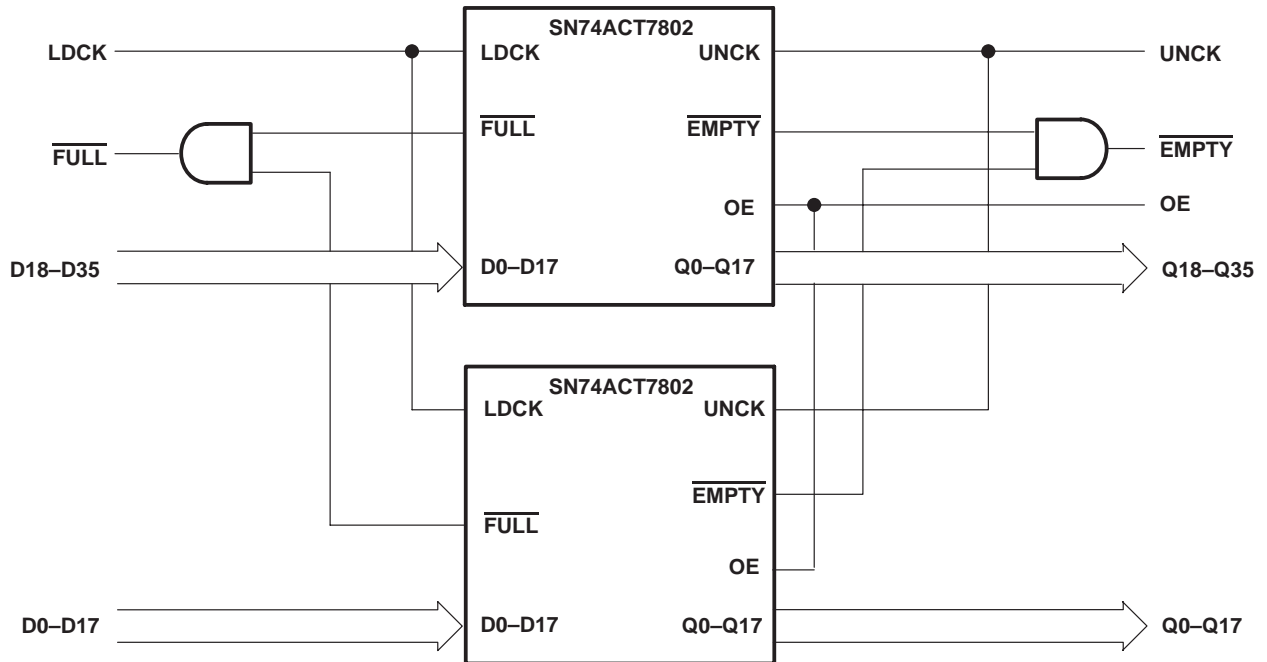 SN74ACT7802
LDCK
LDCK
UNCK
UNCK
FULL
FULL
EMPTY
EMPTY
OE
OE
D18–D35
D0–D17
Q0–Q17
Q18–Q35
SN74ACT7802
LDCK
UNCK
EMPTY
FULL
OE
D0–D17
D0–D17
Q0–Q17
Q0–Q17